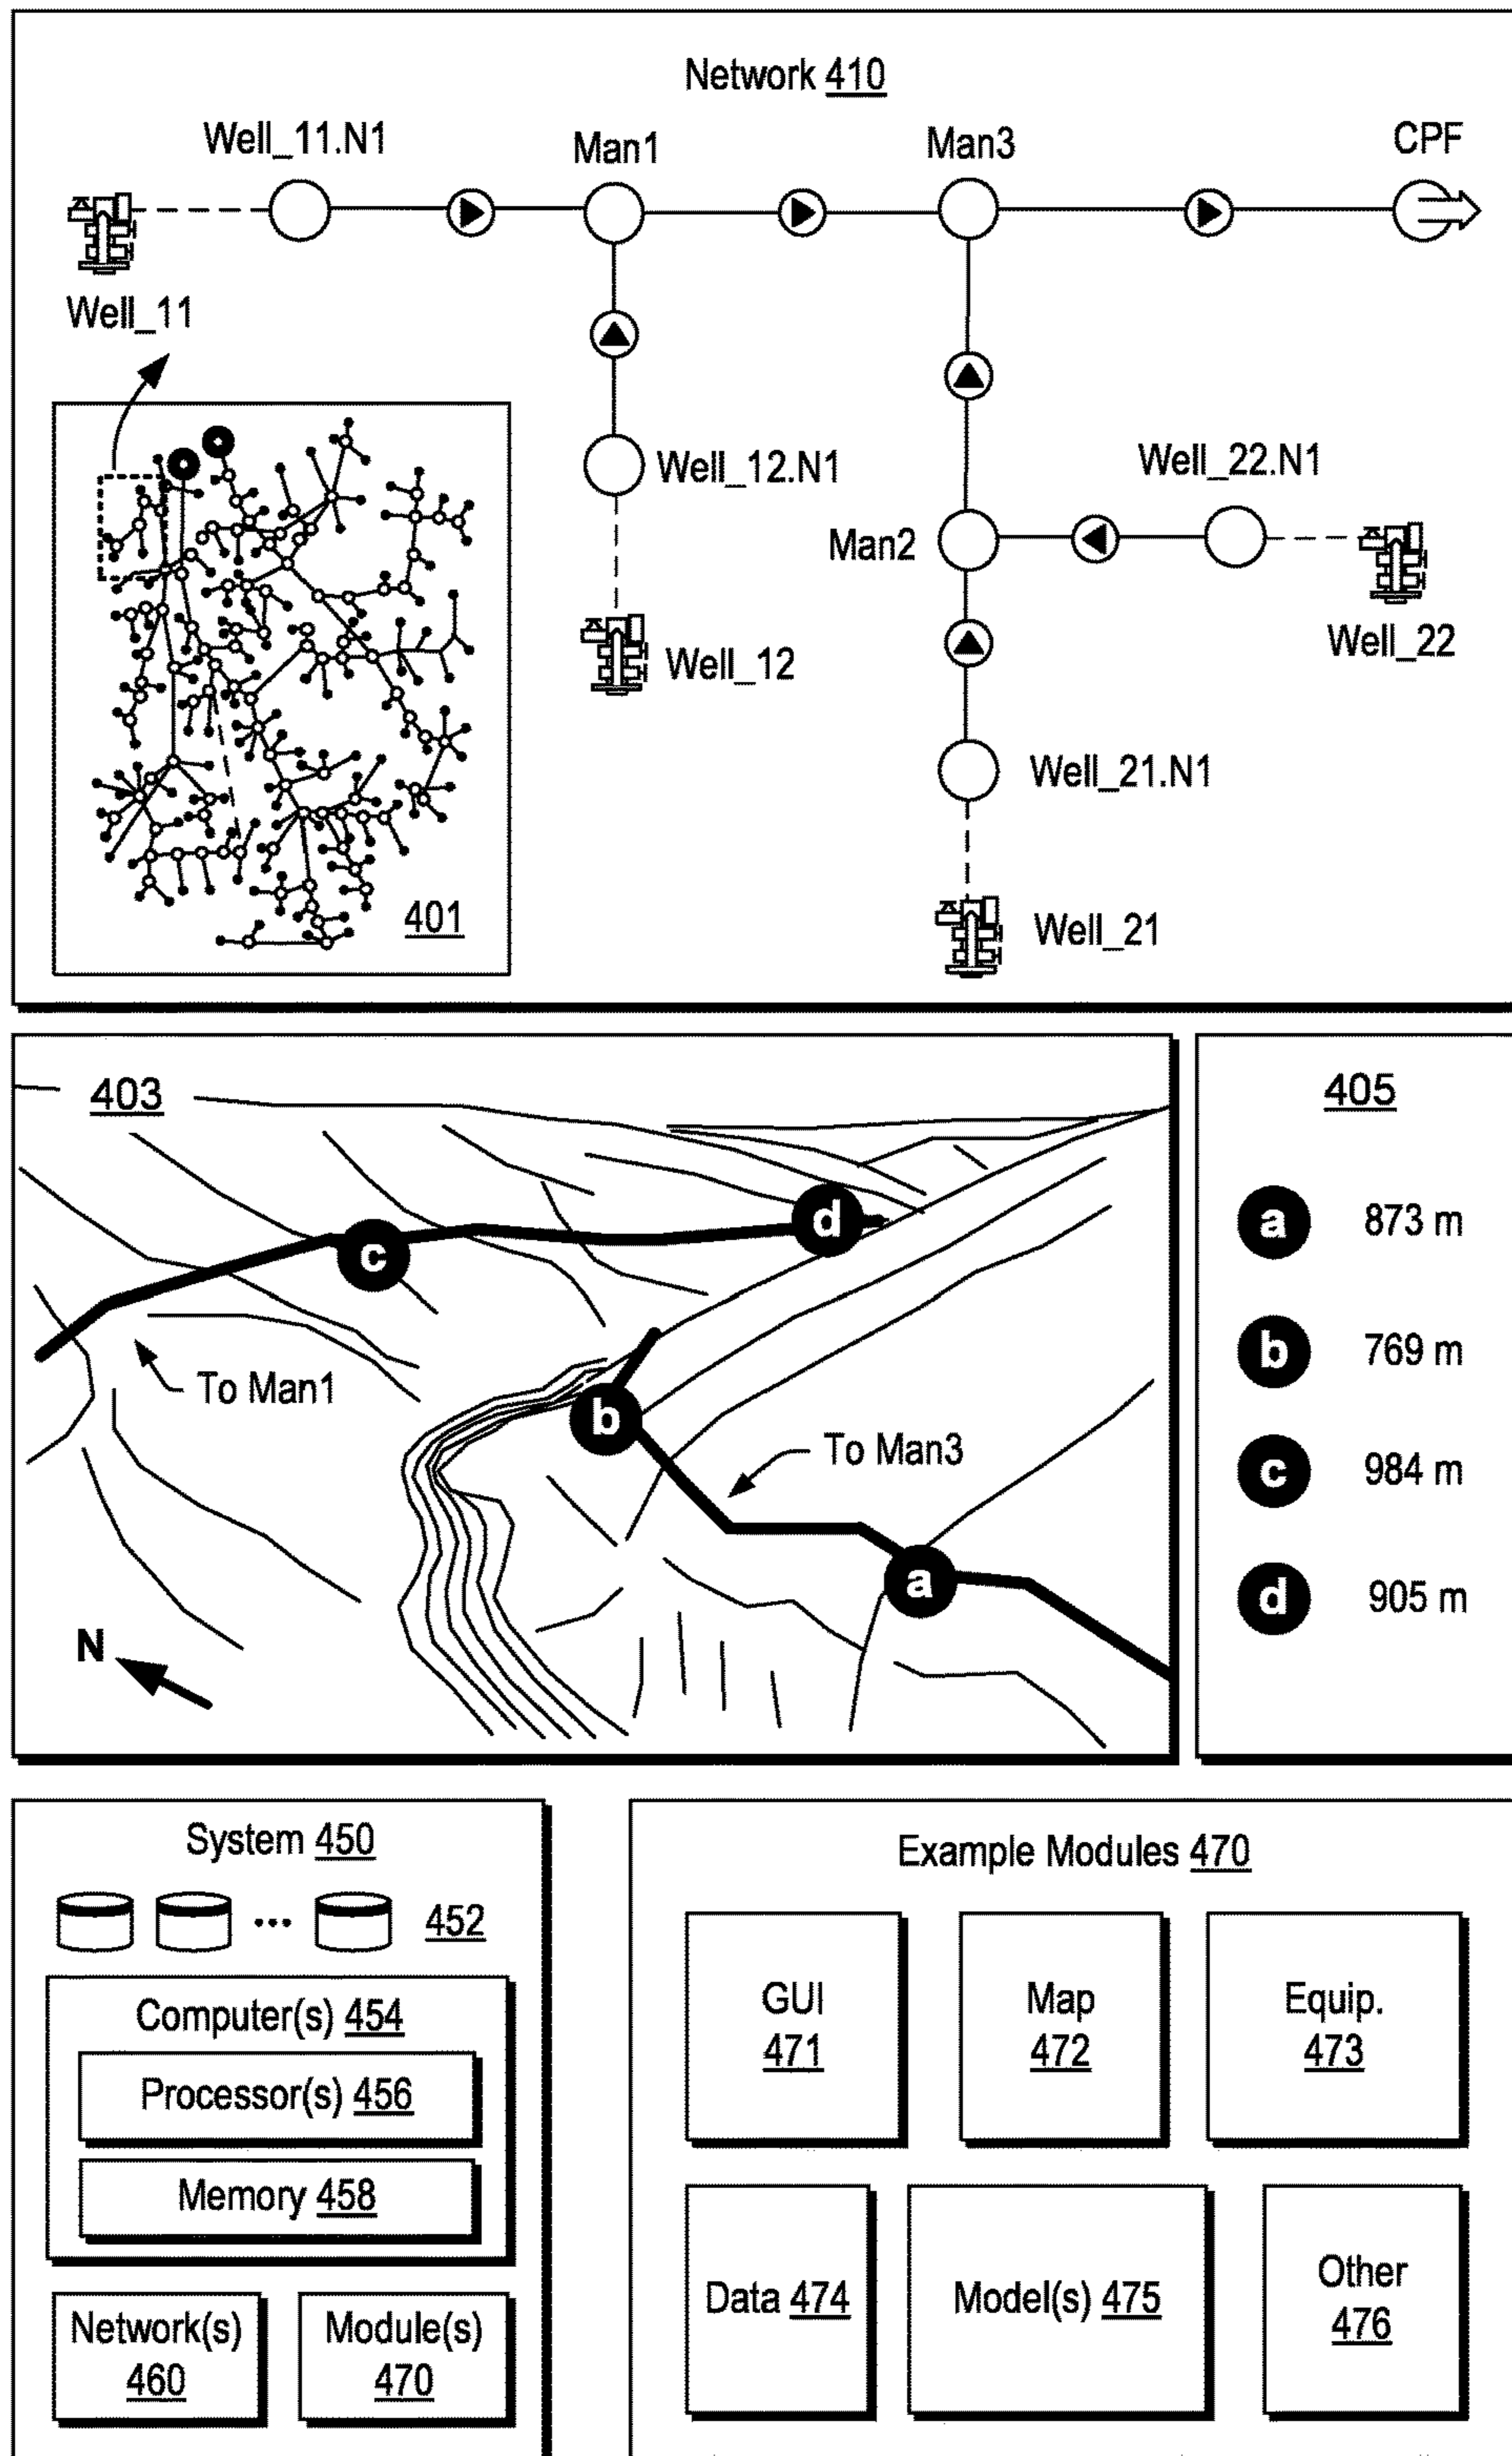 Network 410
Well_11.N1
Man1
Man3
CPF
Well_11
Well_12.N1
Well_22.N1
Man2
Well_12
Well_22
Well_21.N1
401
Well_21
403
c
d
To Man1
b
To Man3
a
N
405
a 873 m
b 769 m
c 984 m
d 905 m
System 450
452
Computer(s) 454
Processor(s) 456
Memory 458
Network(s)
460
Module(s)
470
Example Modules 470
GUI
471
Map
472
Equip.
473
Data 474
Model(s) 475
Other
476